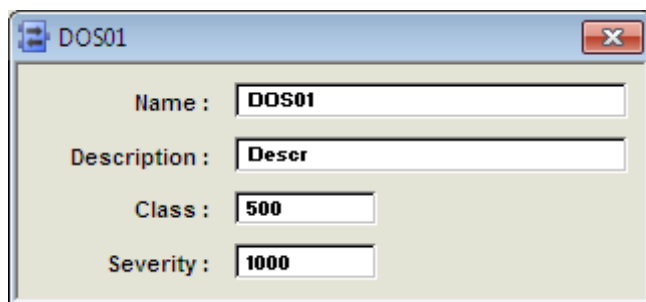 DOS01
Name : DOS01
Description : Descr
Class : 500
Severity : 1000